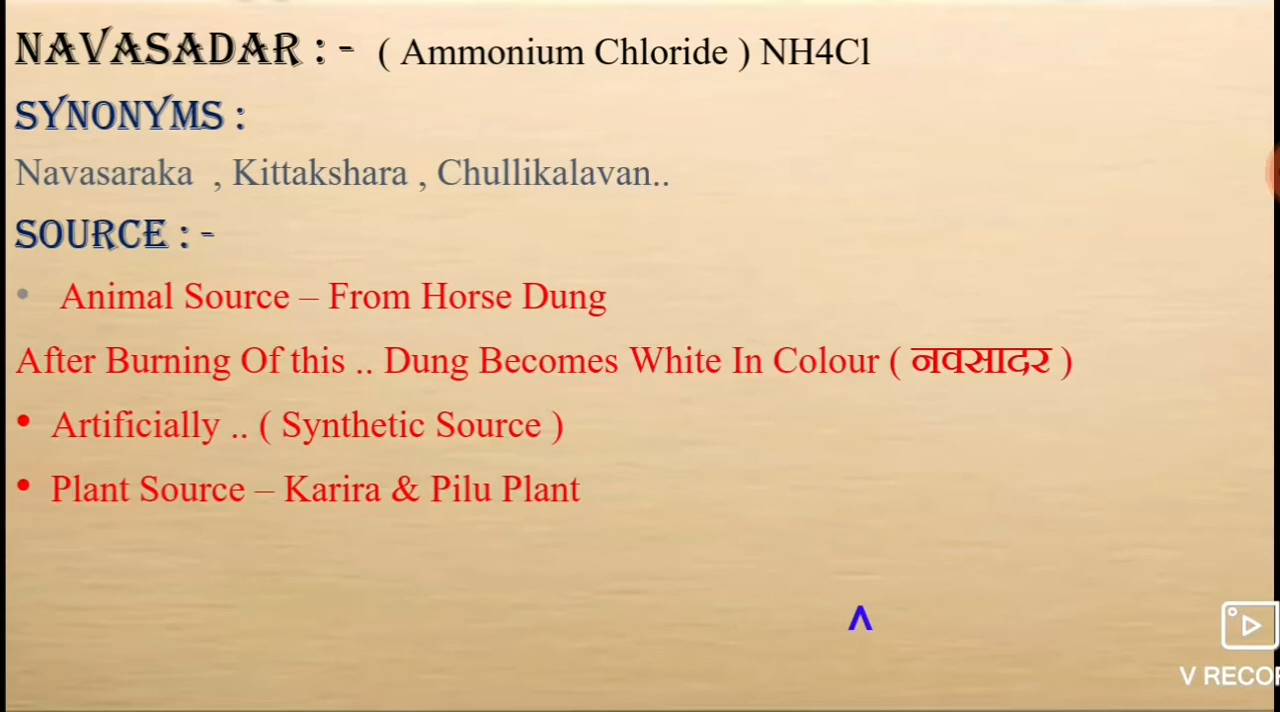 NAVASADAR : - ( Ammonium Chloride ) NH4Cl
SYNONYMS :
Navasaraka , Kittakshara , Chullikalavan..
SOURCE : -
• Animal Source – From Horse Dung
After Burning Of this .. Dung Becomes White In Colour ( नवसादर )
• Artificially .. ( Synthetic Source )
• Plant Source – Karira & Pilu Plant
^
V RECOR